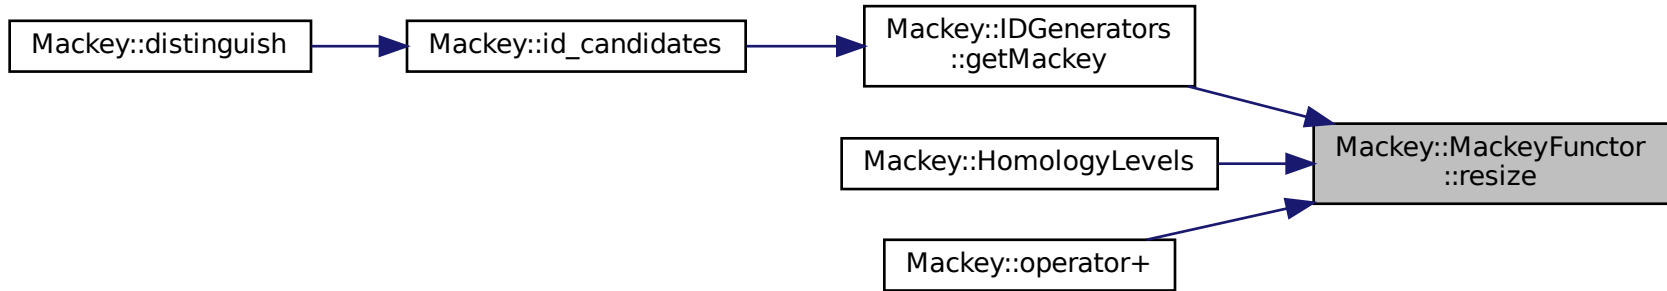 Mackey::distinguish
Mackey::id_candidates
Mackey::IDGenerators
::getMackey
Mackey::HomologyLevels
Mackey::operator+
Mackey::MackeyFunctor
::resize